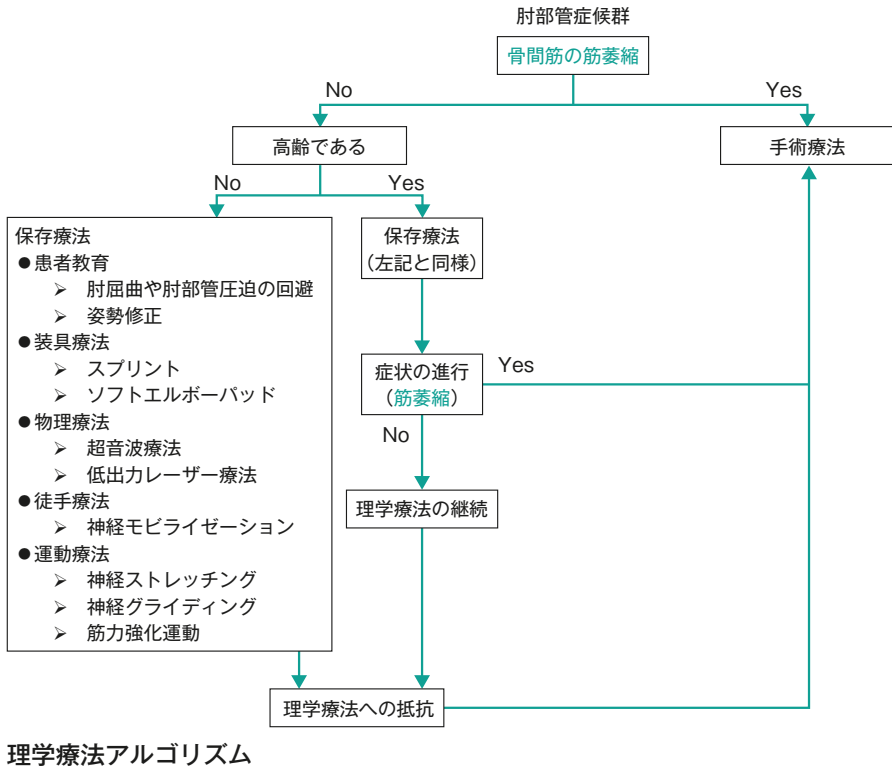 肘部管症候群
骨間筋の筋萎縮
No
Yes
高齢である
手術療法
No
Yes
保存療法
●患者教育
➢ 肘屈曲や肘部管圧迫の回避
➢ 姿勢修正
●装具療法
➢ スプリント
➢ ソフトエルボーパッド
●物理療法
➢ 超音波療法
➢ 低出力レーザー療法
●徒手療法
➢ 神経モビライゼーション
●運動療法
➢ 神経ストレッチング
➢ 神経グライディング
➢ 筋力強化運動
保存療法
（左記と同様）
症状の進行
（筋萎縮）
Yes
No
理学療法の継続
理学療法への抵抗
理学療法アルゴリズム